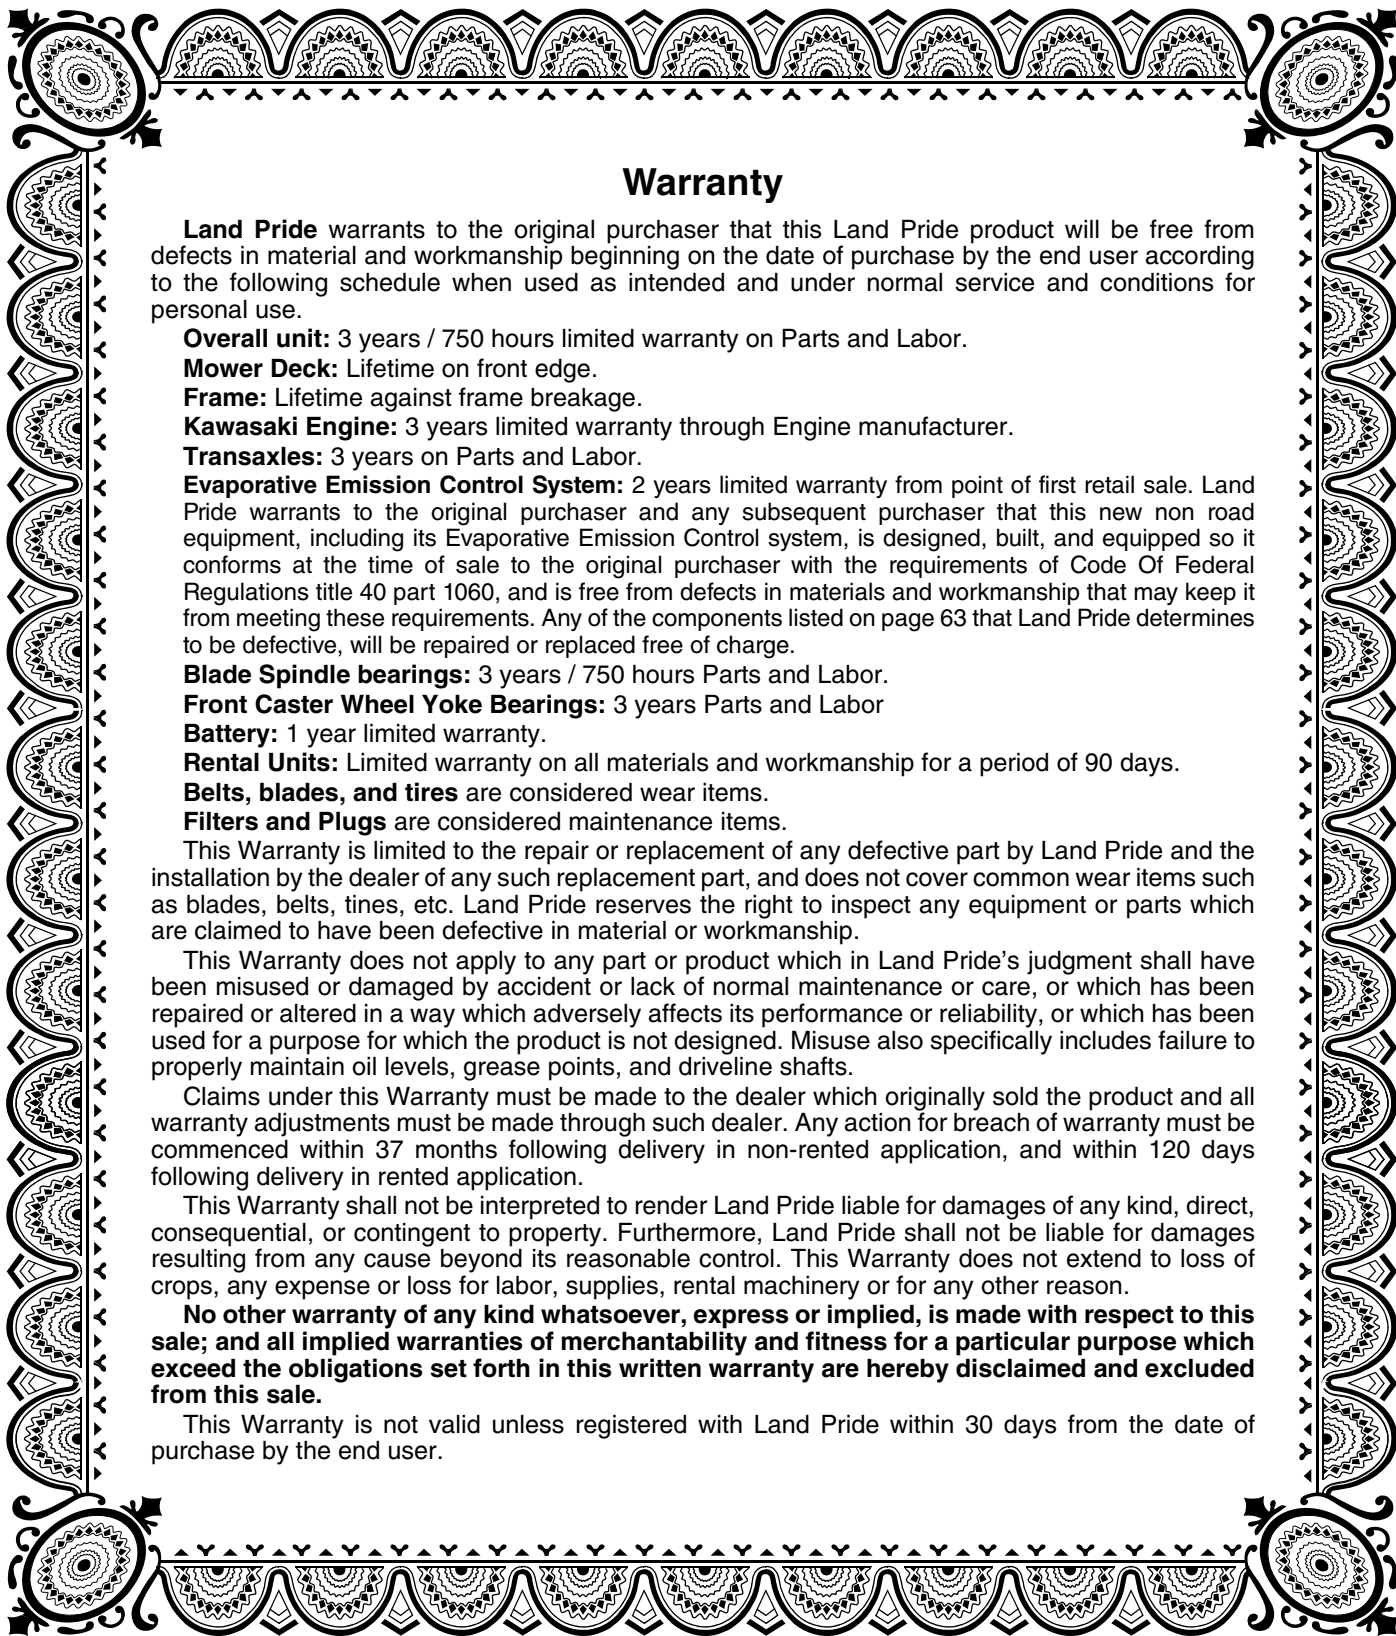 Warranty
Land Pride warrants to the original purchaser that this Land Pride product will be free from
defects in material and workmanship beginning on the date of purchase by the end user according
to the following schedule when used as intended and under normal service and conditions for
personal use.
Overall unit: 3 years / 750 hours limited warranty on Parts and Labor.
Mower Deck: Lifetime on front edge.
Frame: Lifetime against frame breakage.
Kawasaki Engine: 3 years limited warranty through Engine manufacturer.
Transaxles: 3 years on Parts and Labor.
Evaporative Emission Control System: 2 years limited warranty from point of first retail sale. Land
Pride warrants to the original purchaser and any subsequent purchaser that this new non road
equipment, including its Evaporative Emission Control system, is designed, built, and equipped so it
conforms at the time of sale to the original purchaser with the requirements of Code Of Federal
Regulations title 40 part 1060, and is free from defects in materials and workmanship that may keep it
from meeting these requirements. Any of the components listed on page 63 that Land Pride determines
to be defective, will be repaired or replaced free of charge.
Blade Spindle bearings: 3 years / 750 hours Parts and Labor.
Front Caster Wheel Yoke Bearings: 3 years Parts and Labor
Battery: 1 year limited warranty.
Rental Units: Limited warranty on all materials and workmanship for a period of 90 days.
Belts, blades, and tires are considered wear items.
Filters and Plugs are considered maintenance items.
This Warranty is limited to the repair or replacement of any defective part by Land Pride and the
installation by the dealer of any such replacement part, and does not cover common wear items such
as blades, belts, tines, etc. Land Pride reserves the right to inspect any equipment or parts which
are claimed to have been defective in material or workmanship.
This Warranty does not apply to any part or product which in Land Pride's judgment shall have
been misused or damaged by accident or lack of normal maintenance or care, or which has been
repaired or altered in a way which adversely affects its performance or reliability, or which has been
used for a purpose for which the product is not designed. Misuse also specifically includes failure to
properly maintain oil levels, grease points, and driveline shafts.
Claims under this Warranty must be made to the dealer which originally sold the product and all
warranty adjustments must be made through such dealer. Any action for breach of warranty must be
commenced within 37 months following delivery in non-rented application, and within 120 days
following delivery in rented application.
This Warranty shall not be interpreted to render Land Pride liable for damages of any kind, direct,
consequential, or contingent to property. Furthermore, Land Pride shall not be liable for damages
resulting from any cause beyond its reasonable control. This Warranty does not extend to loss of
crops, any expense or loss for labor, supplies, rental machinery or for any other reason.
No other warranty of any kind whatsoever, express or implied, is made with respect to this
sale; and all implied warranties of merchantability and fitness for a particular purpose which
exceed the obligations set forth in this written warranty are hereby disclaimed and excluded
from this sale.
This Warranty is not valid unless registered with Land Pride within 30 days from the date of
purchase by the end user.